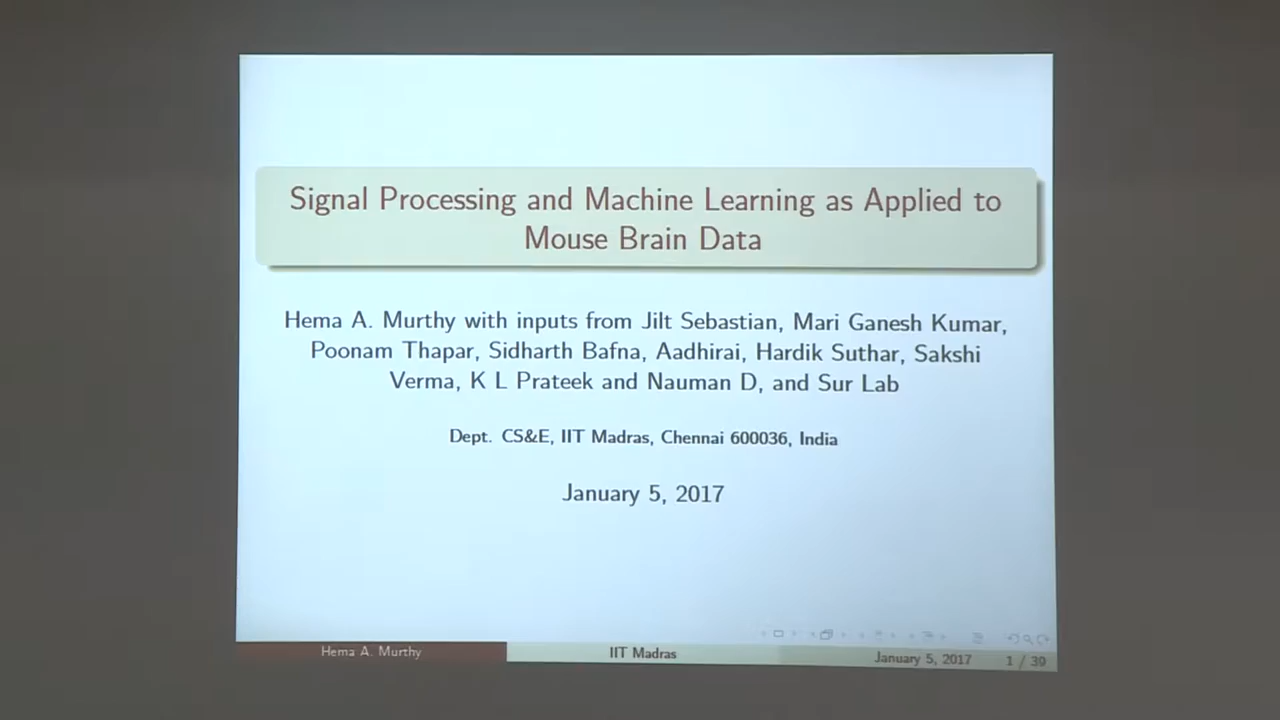 Signal Processing and Machine Learning as Applied to
Mouse Brain Data
Hema A. Murthy with inputs from Jilt Sebastian, Mari Ganesh Kumar,
Poonam Thapar, Sidharth Bafna, Aadhirai, Hardik Suthar, Sakshi
Verma, K L Prateek and Nauman D, and Sur Lab
Dept. CS&E, IIT Madras, Chennai 600036, India
January 5, 2017
Hema A. Murthy IIT Madras January 5, 2017 1 / 39